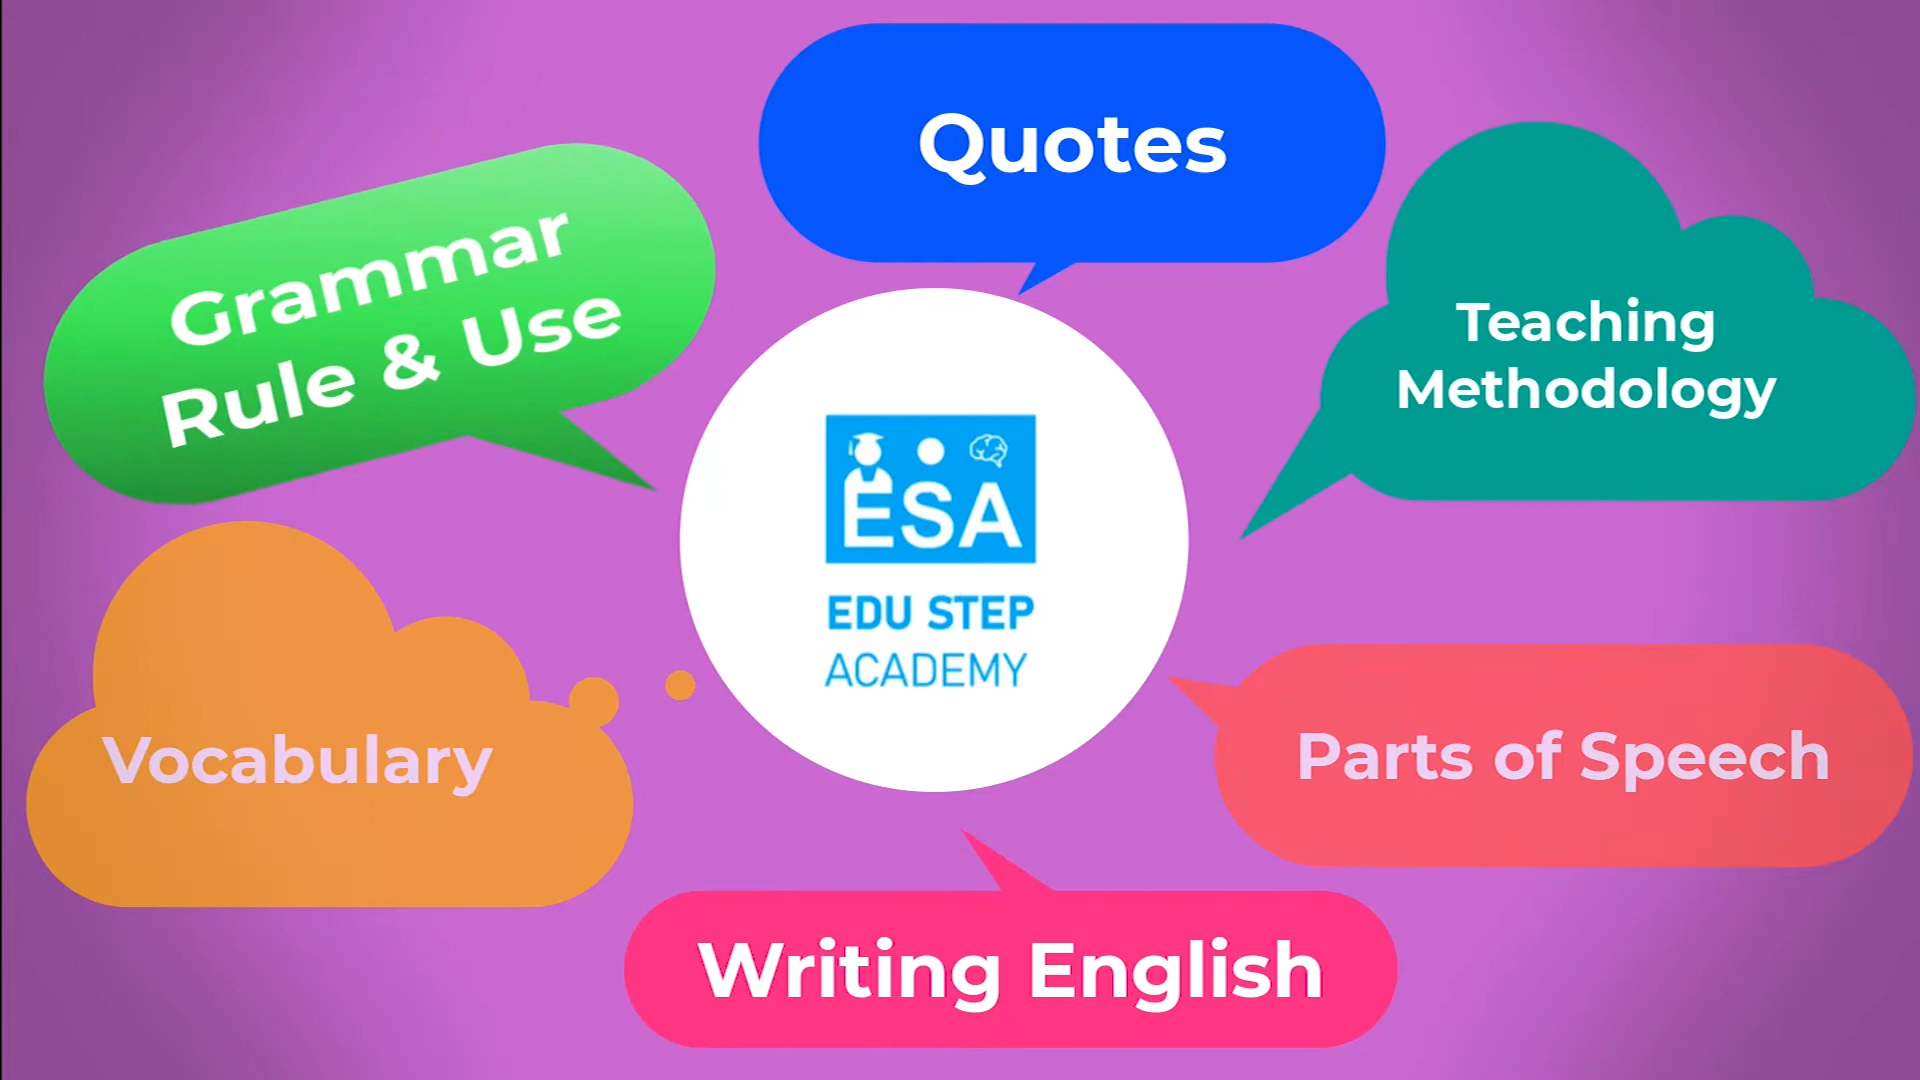 Quotes
Grammar
Rule & Use
Teaching
Methodology
ESA
EDU STEP
ACADEMY
Vocabulary
Parts of Speech
Writing English